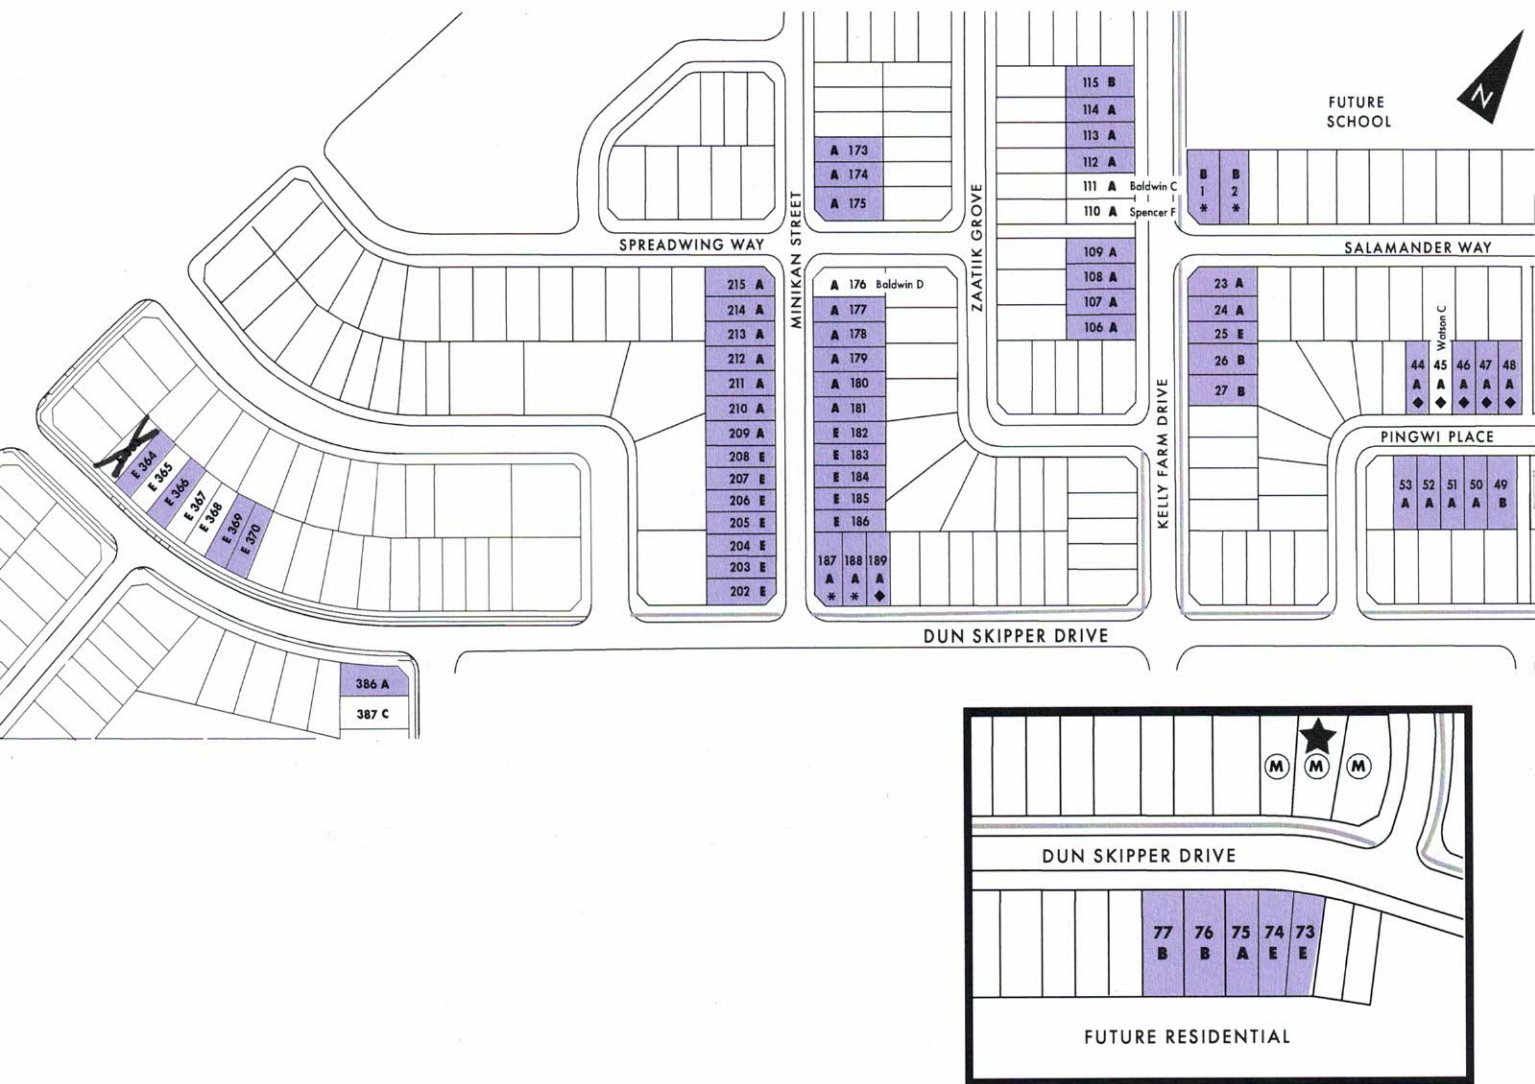 115 B
114 A
113 A
112 A
111 A Baldwin C
110 A Spencer F
109 A
108 A
107 A
106 A
FUTURE
SCHOOL
N
B
1
*
B
2
*
A 173
A 174
A 175
MINIKAN STREET
ZAATIIK GROVE
SPREADWING WAY
SALAMANDER WAY
215 A
214 A
213 A
212 A
211 A
210 A
209 A
208 E
207 E
206 E
205 E
204 E
203 E
202 E
A 176 Baldwin D
A 177
A 178
A 179
A 180
A 181
E 182
E 183
E 184
E 185
E 186
187 188 189
A A A
* * ◆
23 A
24 A
25 E
26 B
27 B
KELLY FARM DRIVE
Watson C
44 45 46 47 48
A A A A A
◆ ◆ ◆ ◆ ◆
PINGWI PLACE
53 52 51 50 49
A A A A B
E 364
E 365
E 366
E 367
E 368
E 369
E 370
DUN SKIPPER DRIVE
386 A
387 C
M M M
DUN SKIPPER DRIVE
77 76 75 74 73
B B A E E
FUTURE RESIDENTIAL